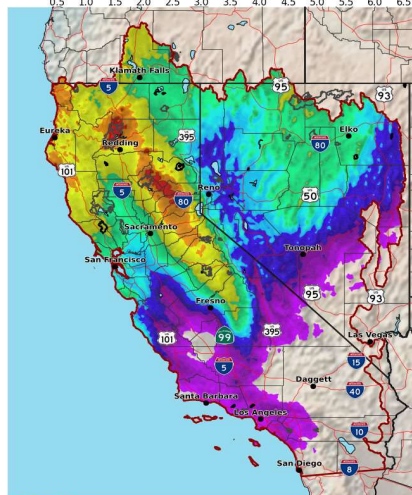 0.5 1.0 1.5 2.0 2.5 3.0 3.5 4.0 4.5 5.0 5.5 6.0 6.5
Klamath Falls
5
95
93
Eureka
395
Elko
Redding
80
101
Reno
5
80
50
Sacramento
Tonopah
San Francisco
95
93
Fresno
101
99
395
Las Vegas
5
15
Daggett
40
Santa Barbara
Los Angeles
10
San Diego
8